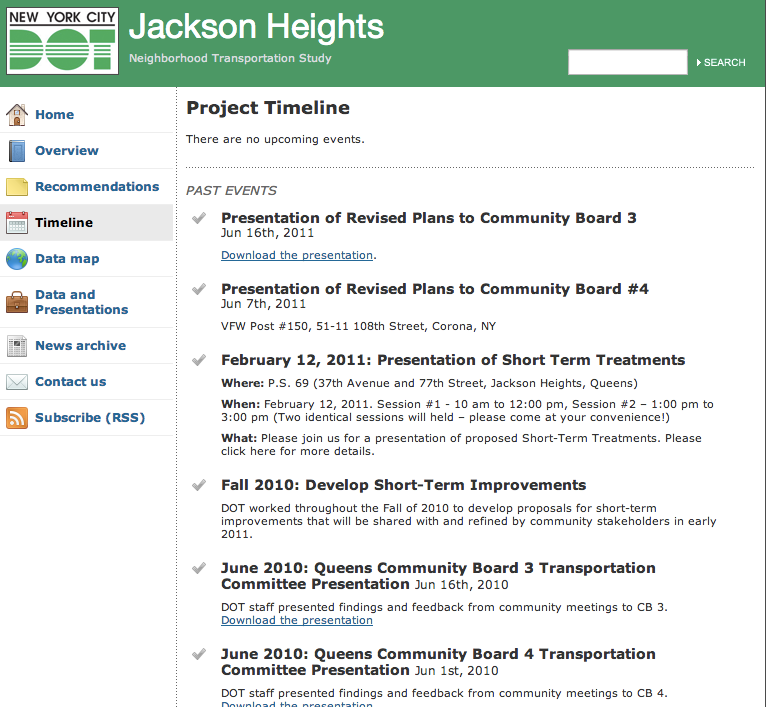 NEW YORK CITY
DOT
Jackson Heights
Neighborhood Transportation Study
SEARCH
Home
Overview
Recommendations
Timeline
Data map
Data and
Presentations
News archive
Contact us
Subscribe (RSS)
Project Timeline
There are no upcoming events.
PAST EVENTS
Presentation of Revised Plans to Community Board 3
Jun 16th, 2011
Download the presentation.
Presentation of Revised Plans to Community Board #4
Jun 7th, 2011
VFW Post #150, 51-11 108th Street, Corona, NY
February 12, 2011: Presentation of Short Term Treatments
Where: P.S. 69 (37th Avenue and 77th Street, Jackson Heights, Queens)
When: February 12, 2011. Session #1 - 10 am to 12:00 pm, Session #2 – 1:00 pm to
3:00 pm (Two identical sessions will held – please come at your convenience!)
What: Please join us for a presentation of proposed Short-Term Treatments. Please
click here for more details.
Fall 2010: Develop Short-Term Improvements
DOT worked throughout the Fall of 2010 to develop proposals for short-term
improvements that will be shared with and refined by community stakeholders in early
2011.
June 2010: Queens Community Board 3 Transportation
Committee Presentation Jun 16th, 2010
DOT staff presented findings and feedback from community meetings to CB 3.
Download the presentation
June 2010: Queens Community Board 4 Transportation
Committee Presentation Jun 1st, 2010
DOT staff presented findings and feedback from community meetings to CB 4.
Download the presentation